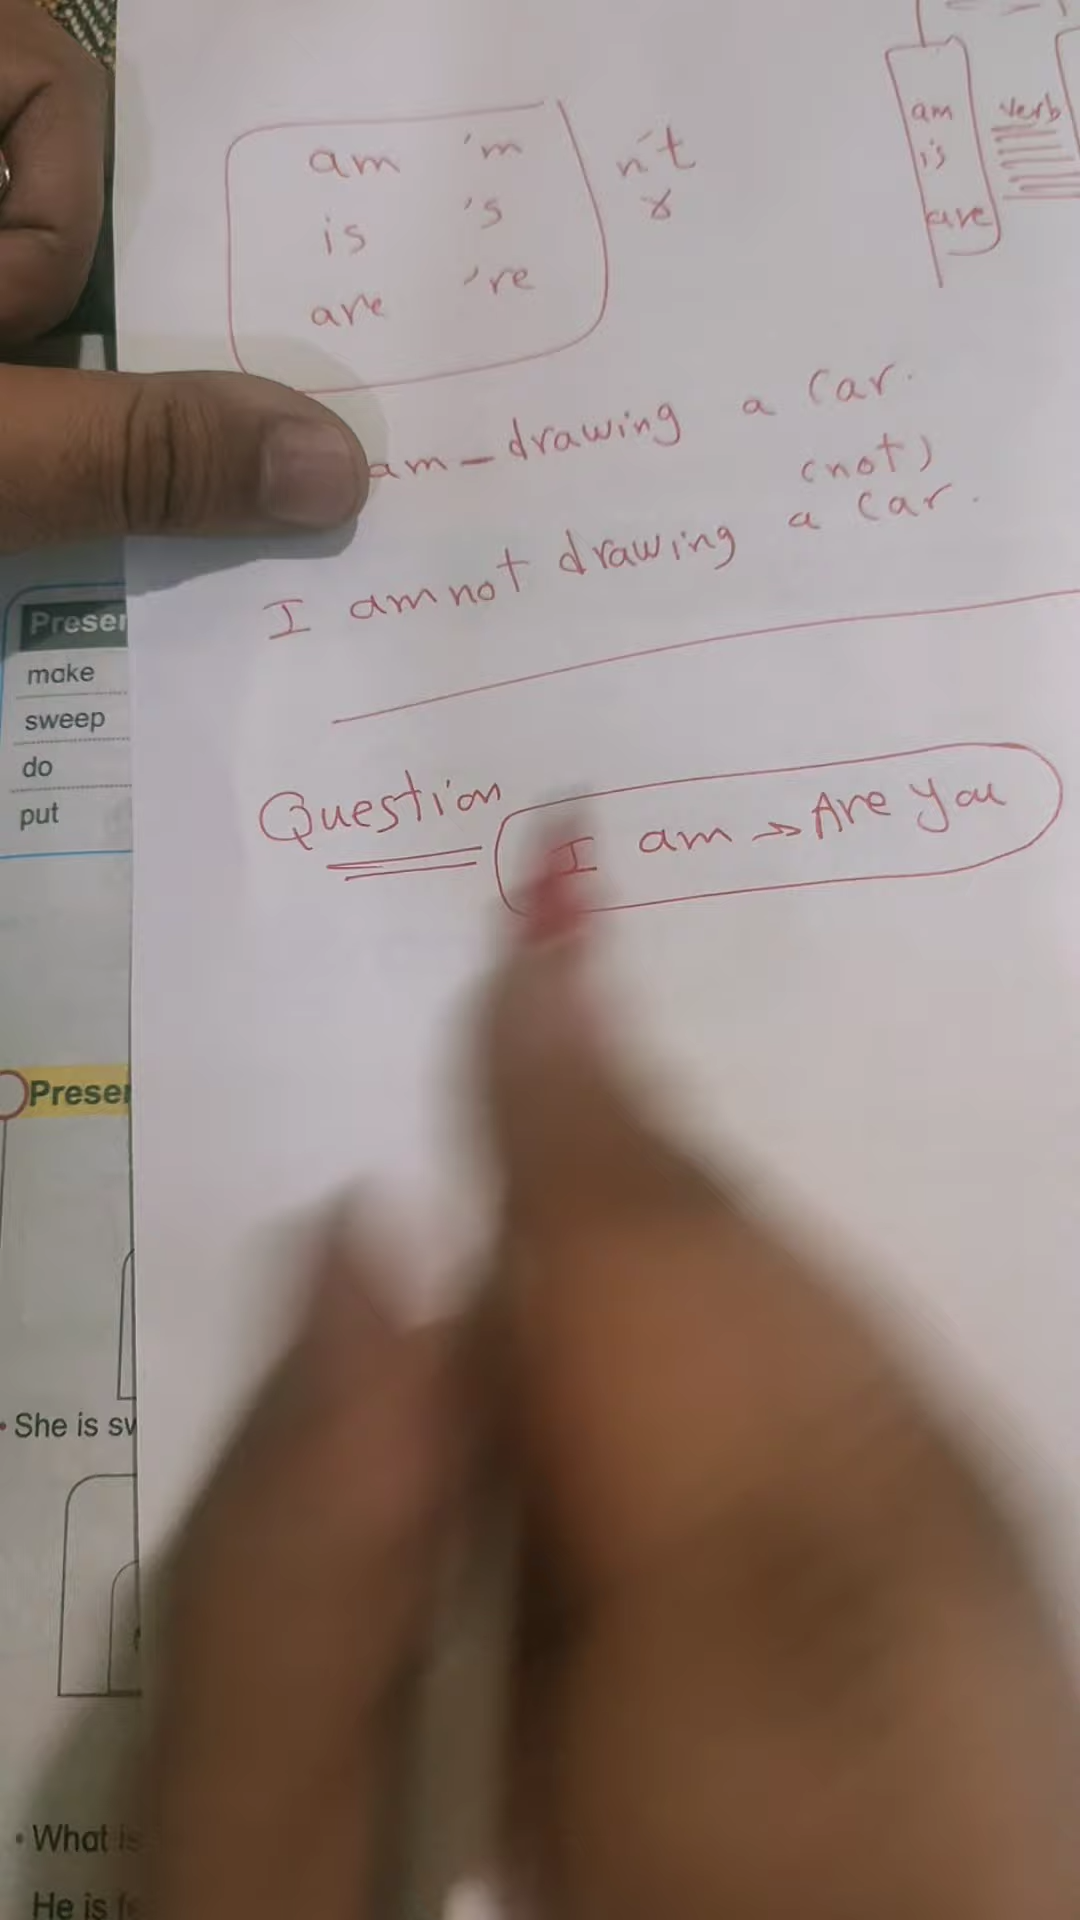 am 'm n't
is 's x
are 're
am
is
are
verb
am – drawing a car.
(not)
I am not drawing a car.
Question
I am → Are you
Presen
make
sweep
do
put
Presen
• She is sw
• What is
He is